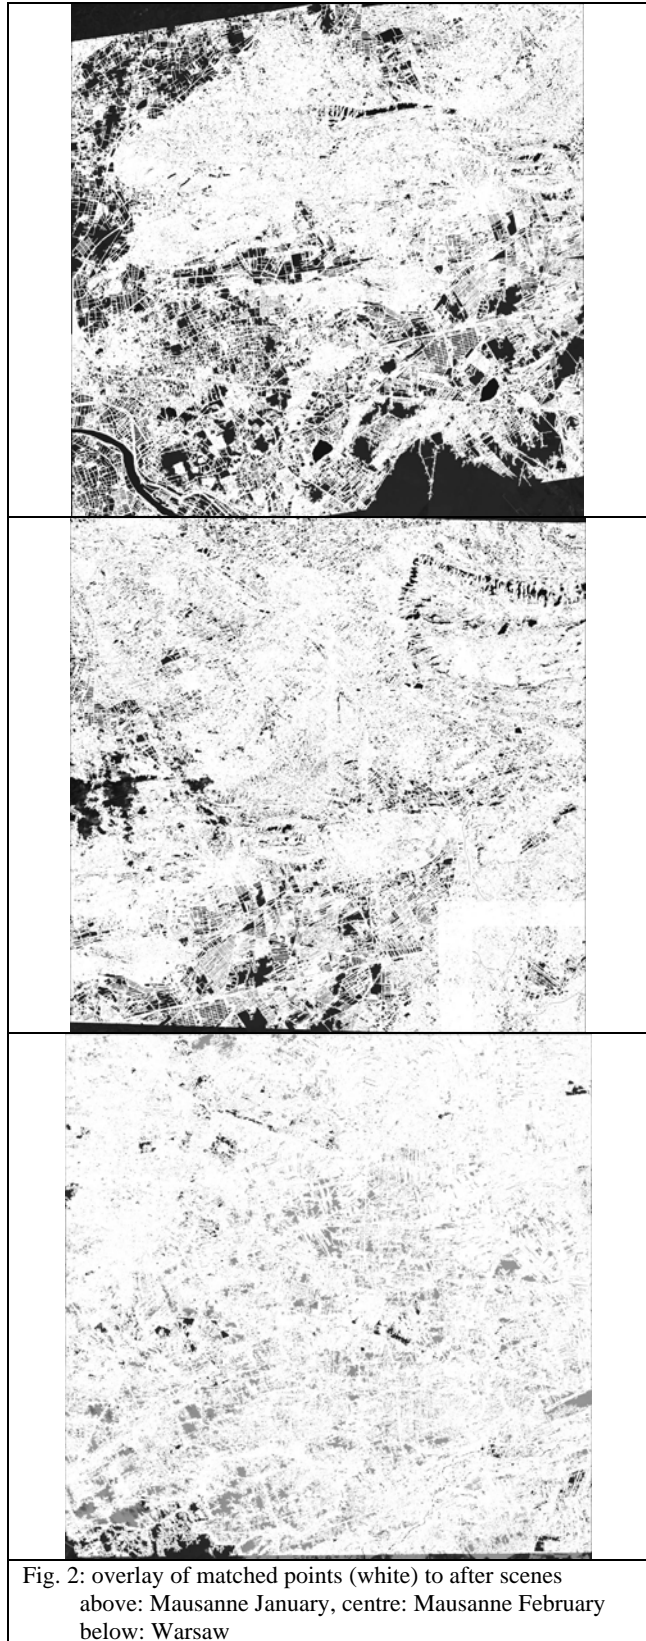 Fig. 2: overlay of matched points (white) to after scenes
above: Mausanne January, centre: Mausanne February
below: Warsaw